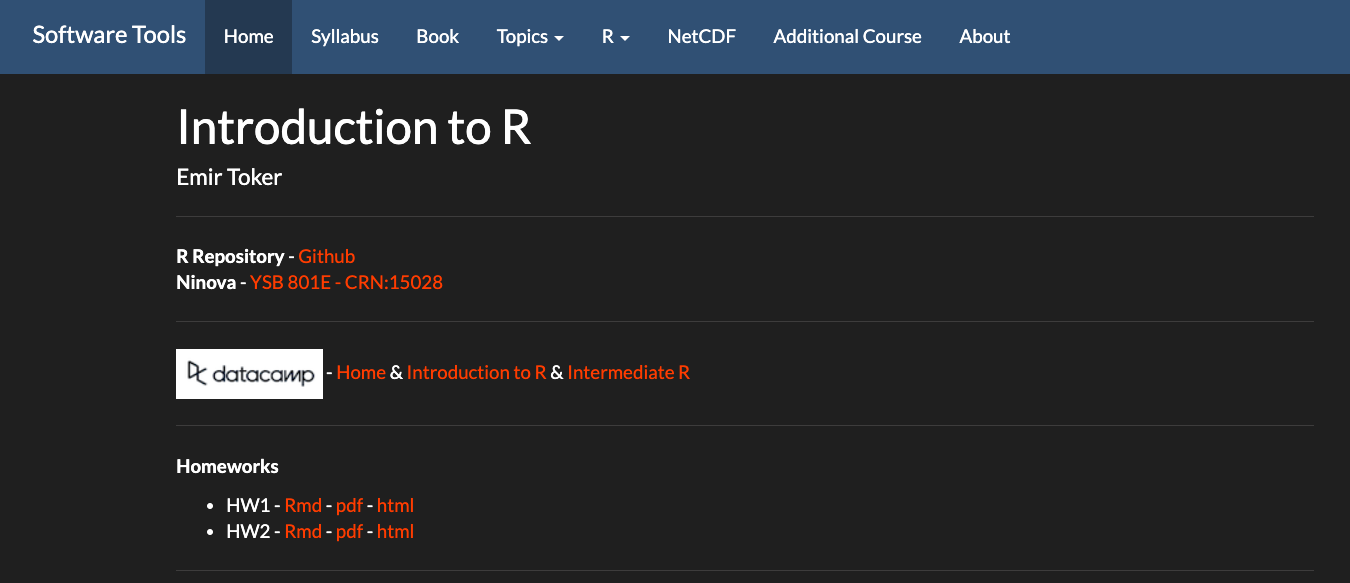 Software Tools Home Syllabus Book Topics R NetCDF Additional Course About
Introduction to R
Emir Toker
R Repository - Github
Ninova - YSB 801E - CRN:15028
datacamp - Home & Introduction to R & Intermediate R
Homeworks
• HW1 - Rmd - pdf - html
• HW2 - Rmd - pdf - html